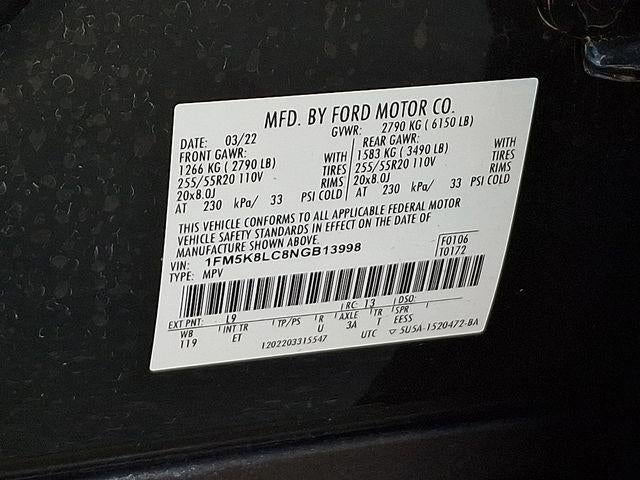 MFD. BY FORD MOTOR CO.
DATE: 03/22 GVWR: 2790 KG ( 6150 LB)
FRONT GAWR: REAR GAWR:
1266 KG ( 2790 LB) WITH 1583 KG ( 3490 LB) WITH
255/55R20 110V TIRES 255/55R20 110V TIRES
20x8.0J RIMS 20x8.0J RIMS
AT 230 kPa/ 33 PSI COLD AT 230 kPa/ 33 PSI COLD
THIS VEHICLE CONFORMS TO ALL APPLICABLE FEDERAL MOTOR
VEHICLE SAFETY STANDARDS IN EFFECT ON THE DATE OF
MANUFACTURE SHOWN ABOVE.
VIN: 1FM5K8LC8NGB13998 F0106
TYPE: MPV T0172
EXT PNT: L9 RC: 13 DSO:
WB INT TR TP/PS R AXLE TR SPR
119 ET U 3A T EESS
1202203315547 UTC ▽ 5U5A-1520472-BA